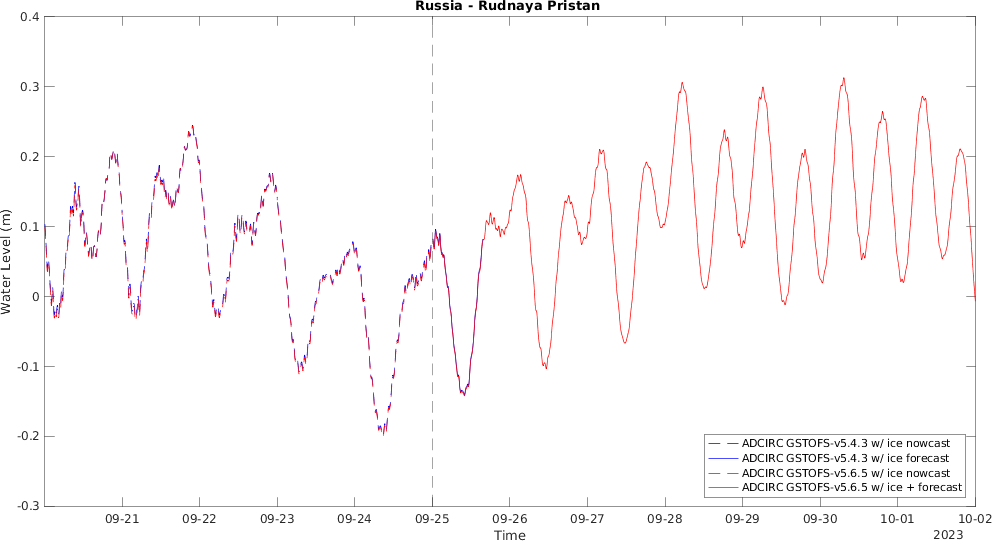 Russia - Rudnaya Pristan
Water Level (m)
0.4
0.3
0.2
0.1
0
-0.1
-0.2
-0.3
ADCIRC GSTOFS-v5.4.3 w/ ice nowcast
ADCIRC GSTOFS-v5.4.3 w/ ice forecast
ADCIRC GSTOFS-v5.6.5 w/ ice nowcast
ADCIRC GSTOFS-v5.6.5 w/ ice + forecast
09-21 09-22 09-23 09-24 09-25 09-26 09-27 09-28 09-29 09-30 10-01 10-02
Time
2023